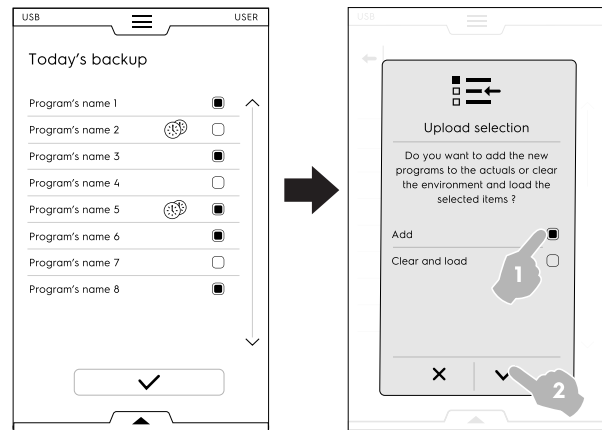 USB USER
Today's backup
Program's name 1
Program's name 2
Program's name 3
Program's name 4
Program's name 5
Program's name 6
Program's name 7
Program's name 8
USB
Upload selection
Do you want to add the new
programs to the actuals or clear
the environment and load the
selected items ?
Add
1
Clear and load
2